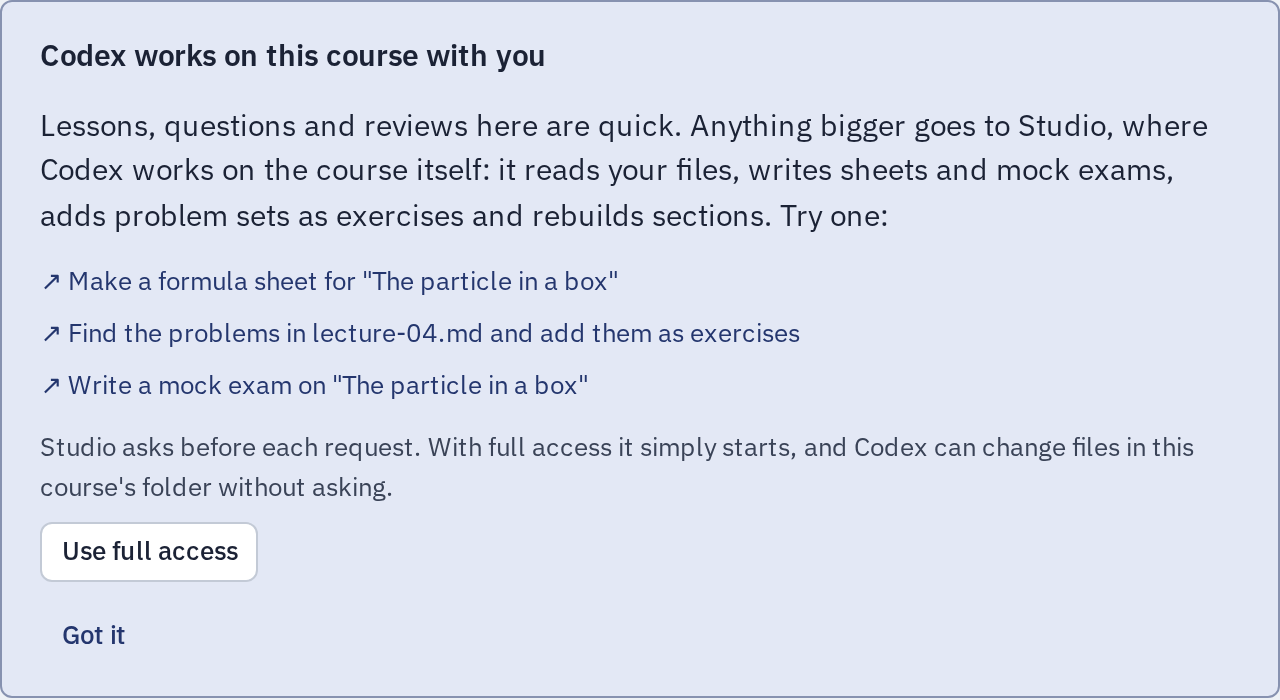 Codex works on this course with you
Lessons, questions and reviews here are quick. Anything bigger goes to Studio, where
Codex works on the course itself: it reads your files, writes sheets and mock exams,
adds problem sets as exercises and rebuilds sections. Try one:
↗ Make a formula sheet for "The particle in a box"
↗ Find the problems in lecture-04.md and add them as exercises
↗ Write a mock exam on "The particle in a box"
Studio asks before each request. With full access it simply starts, and Codex can change files in this
course's folder without asking.
Use full access
Got it